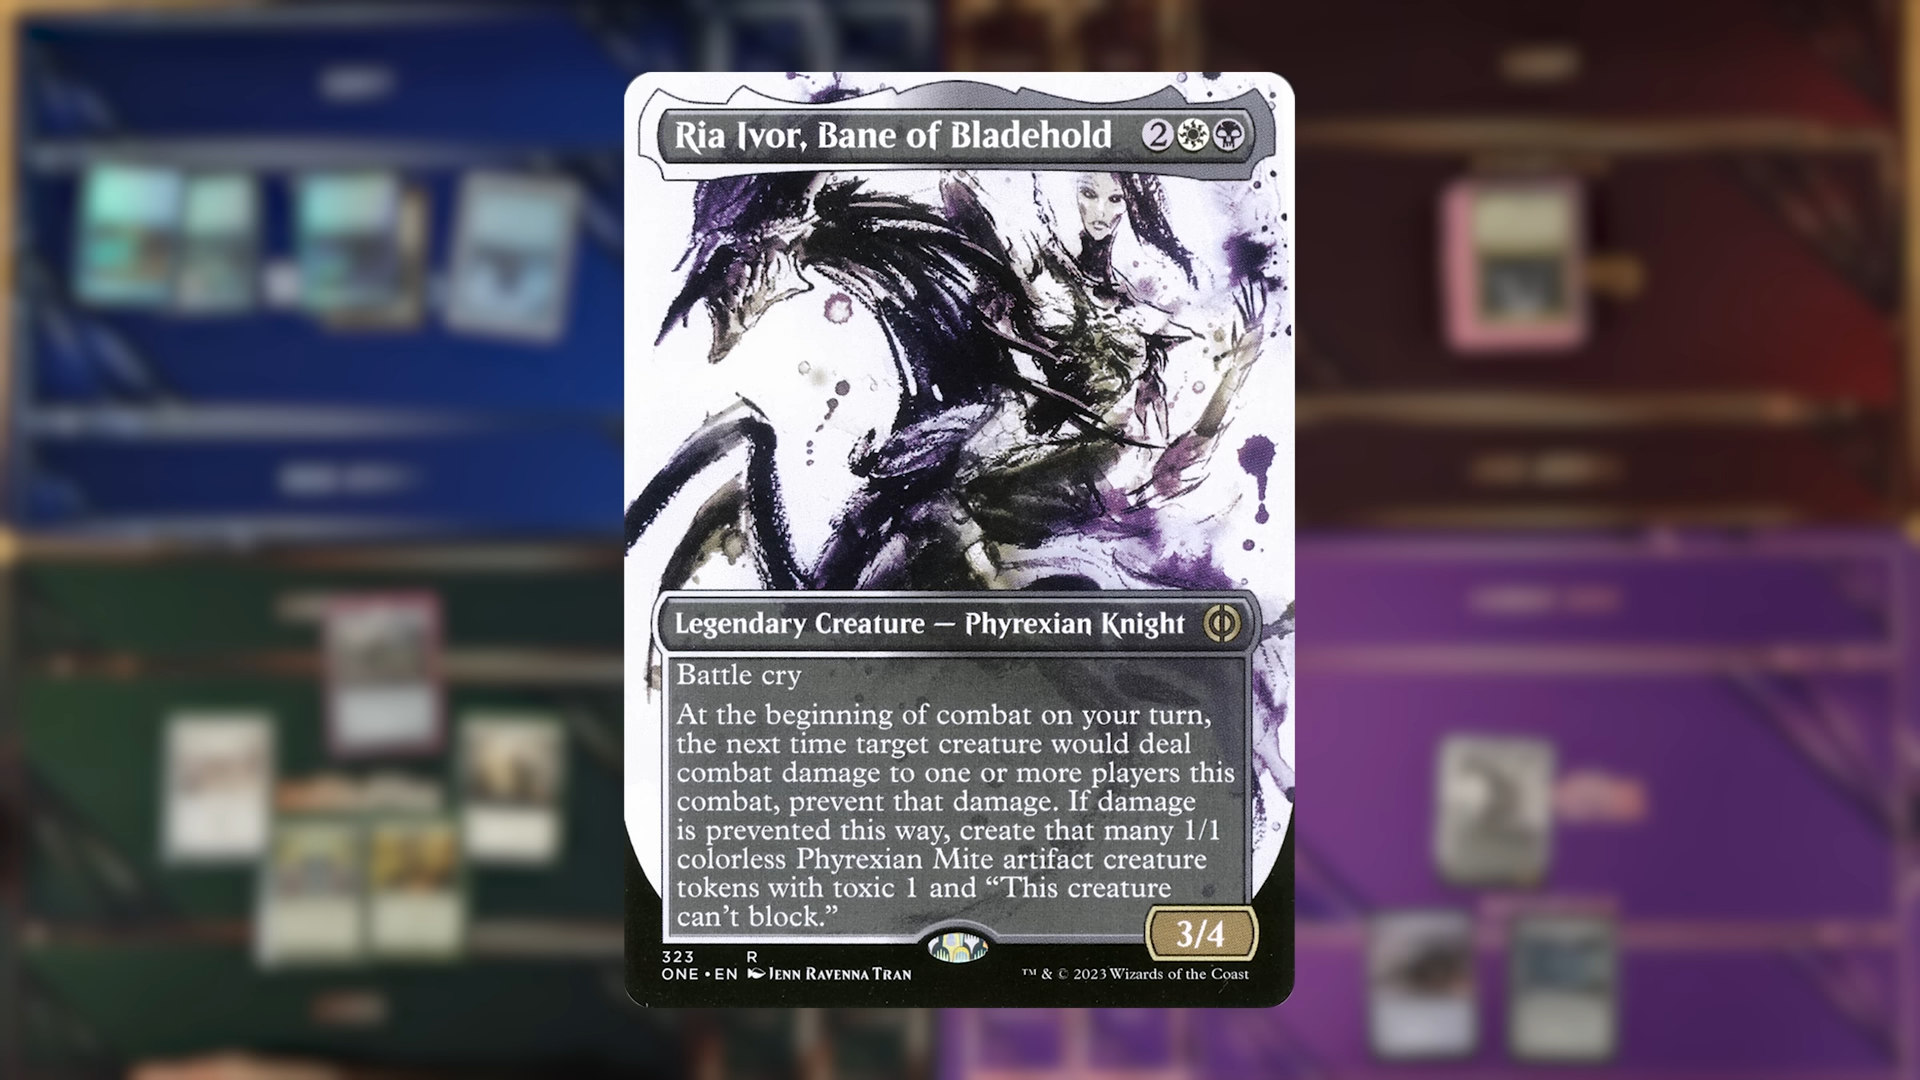 Ria Ivor, Bane of Bladehold 2
Legendary Creature — Phyrexian Knight
Battle cry
At the beginning of combat on your turn,
the next time target creature would deal
combat damage to one or more players this
combat, prevent that damage. If damage
is prevented this way, create that many 1/1
colorless Phyrexian Mite artifact creature
tokens with toxic 1 and “This creature
can’t block.”
3/4
323 R
ONE • EN Jenn Ravenna Tran
™ & © 2023 Wizards of the Coast